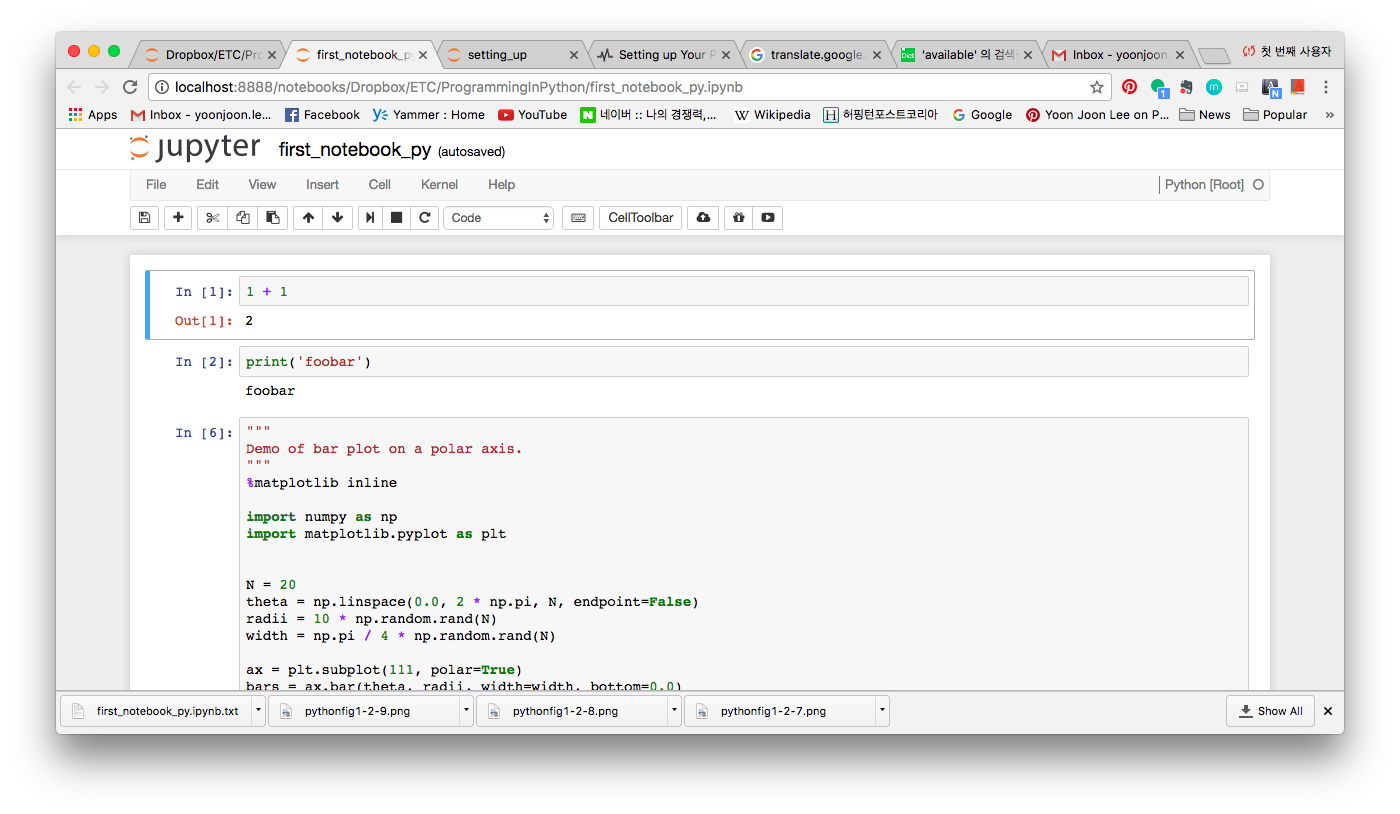 Dropbox/ETC/Pro
first_notebook_py
setting_up
Setting up Your P
translate.google.
'available' 의 검색
Inbox - yoonjoon.
첫 번째 사용자
localhost:8888/notebooks/Dropbox/ETC/ProgrammingInPython/first_notebook_py.ipynb
Apps
Inbox - yoonjoon.le...
Facebook
Yammer : Home
YouTube
네이버 :: 나의 경쟁력,...
Wikipedia
허핑턴포스트코리아
Google
Yoon Joon Lee on P...
News
Popular
»
jupyter first_notebook_py (autosaved)
File Edit View Insert Cell Kernel Help Python [Root]
Code CellToolbar
In [1]: 1 + 1
Out[1]: 2
In [2]: print('foobar')
foobar
In [6]: """
Demo of bar plot on a polar axis.
"""
%matplotlib inline
import numpy as np
import matplotlib.pyplot as plt
N = 20
theta = np.linspace(0.0, 2 * np.pi, N, endpoint=False)
radii = 10 * np.random.rand(N)
width = np.pi / 4 * np.random.rand(N)
ax = plt.subplot(111, polar=True)
bars = ax.bar(theta, radii, width=width, bottom=0.0)
first_notebook_py.ipynb.txt
pythonfig1-2-9.png
pythonfig1-2-8.png
pythonfig1-2-7.png
Show All